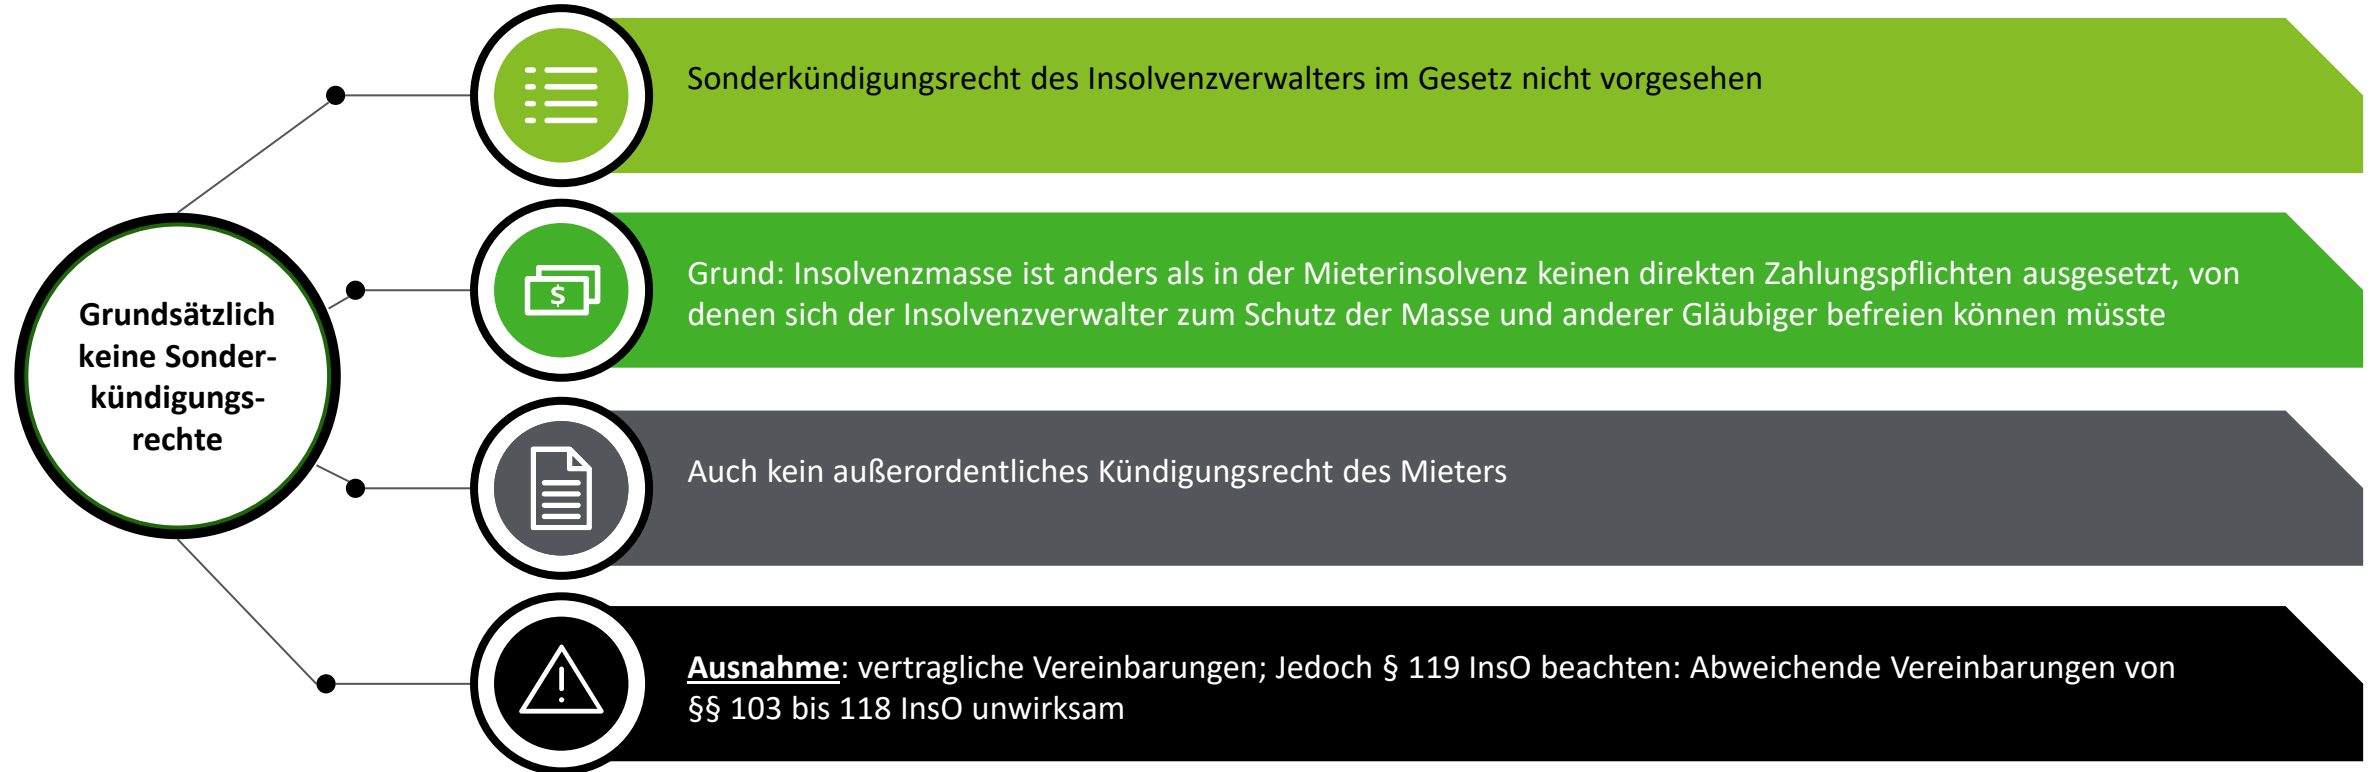 Grundsätzlich
keine Sonder-
kündigungs-
rechte
Sonderkündigungsrecht des Insolvenzverwalters im Gesetz nicht vorgesehen
$
Grund: Insolvenzmasse ist anders als in der Mieterinsolvenz keinen direkten Zahlungspflichten ausgesetzt, von
denen sich der Insolvenzverwalter zum Schutz der Masse und anderer Gläubiger befreien können müsste
Auch kein außerordentliches Kündigungsrecht des Mieters
Ausnahme: vertragliche Vereinbarungen; Jedoch § 119 InsO beachten: Abweichende Vereinbarungen von
§§ 103 bis 118 InsO unwirksam